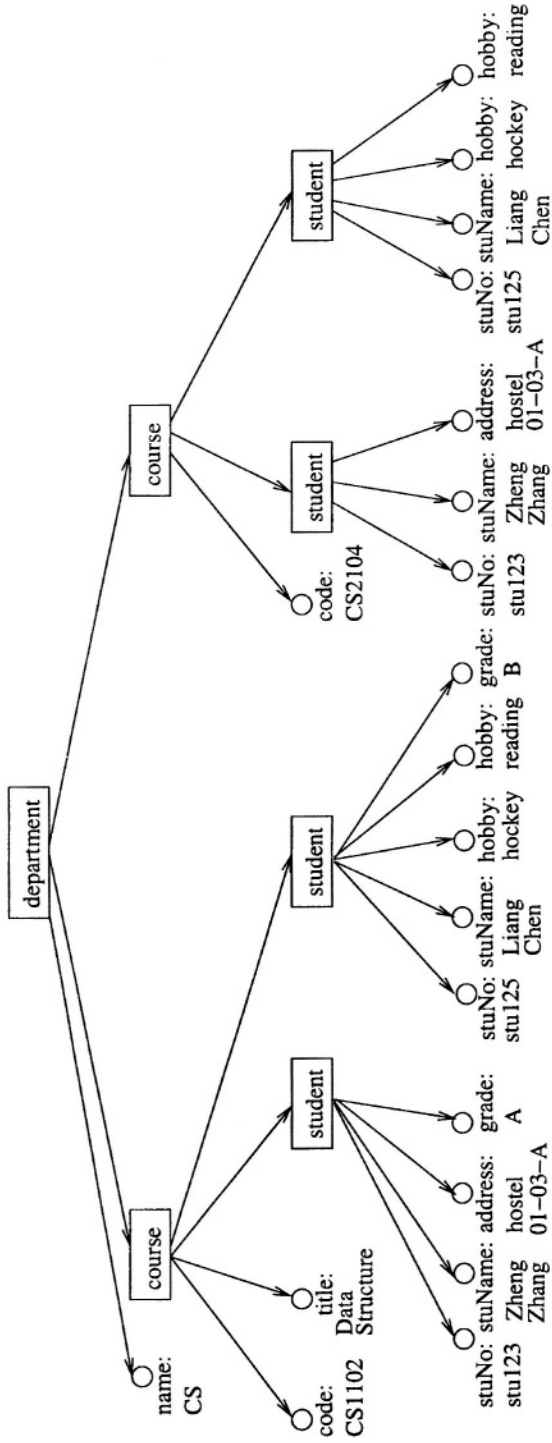 department
name:
CS
course
course
code:
CS1102
title:
Data
Structure
student
student
code:
CS2104
student
student
stuNo:
stu123
stuName:
Zheng
Zhang
address:
hostel
01-03-A
grade:
A
stuNo:
stu125
stuName:
Liang
Chen
hobby:
hockey
hobby:
reading
grade:
B
stuNo:
stu123
stuName:
Zheng
Zhang
address:
hostel
01-03-A
stuNo:
stu125
stuName:
Liang
Chen
hobby:
hockey
hobby:
reading